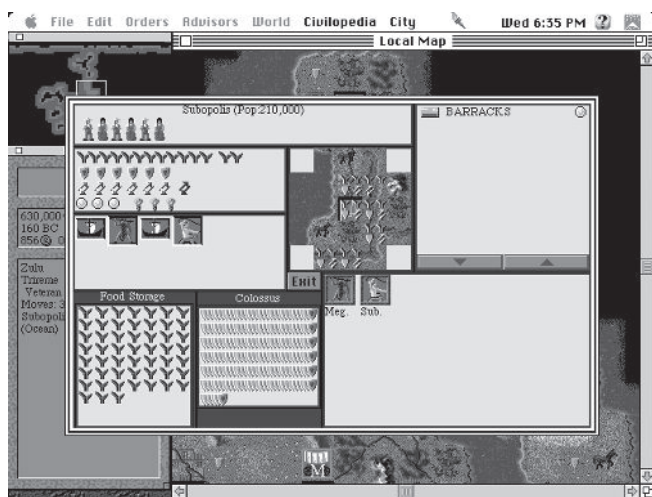 File Edit Orders Advisors World Civilopedia City Wed 6:35 PM
Local Map
Subopolis (Pop:210,000)
BARRACKS
630,000
160 BC
856
Zulu
Trireme
Veteran
Moves: 3
Subopoli
(Ocean)
Exit
Food Storage
Colossus
Meg. Sub.
M